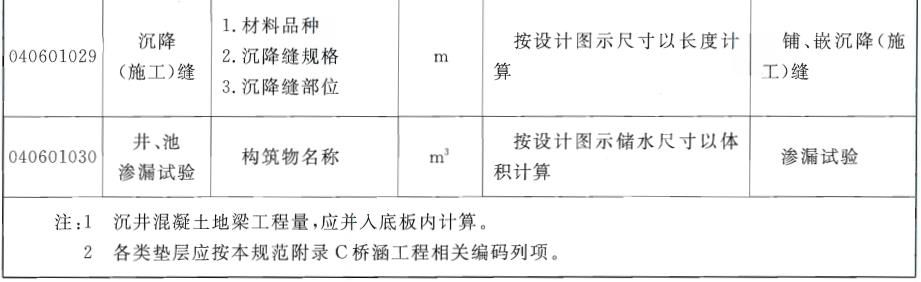 040601029
沉降
（施工）缝
1.材料品种
2.沉降缝规格
3.沉降缝部位
m
按设计图示尺寸以长度计
算
铺、嵌沉降（施
工）缝
040601030
井、池
渗漏试验
构筑物名称
m³
按设计图示储水尺寸以体
积计算
渗漏试验
注：1 沉井混凝土地梁工程量，应并入底板内计算。
2 各类垫层应按本规范附录C桥涵工程相关编码列项。